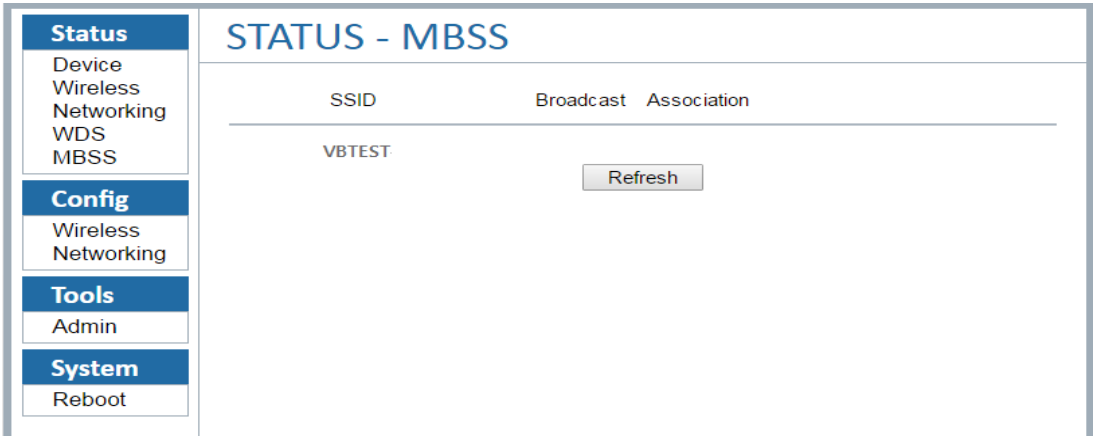 Status
Device
Wireless
Networking
WDS
MBSS
Config
Wireless
Networking
Tools
Admin
System
Reboot
STATUS - MBSS
SSID Broadcast Association
VBTEST
Refresh